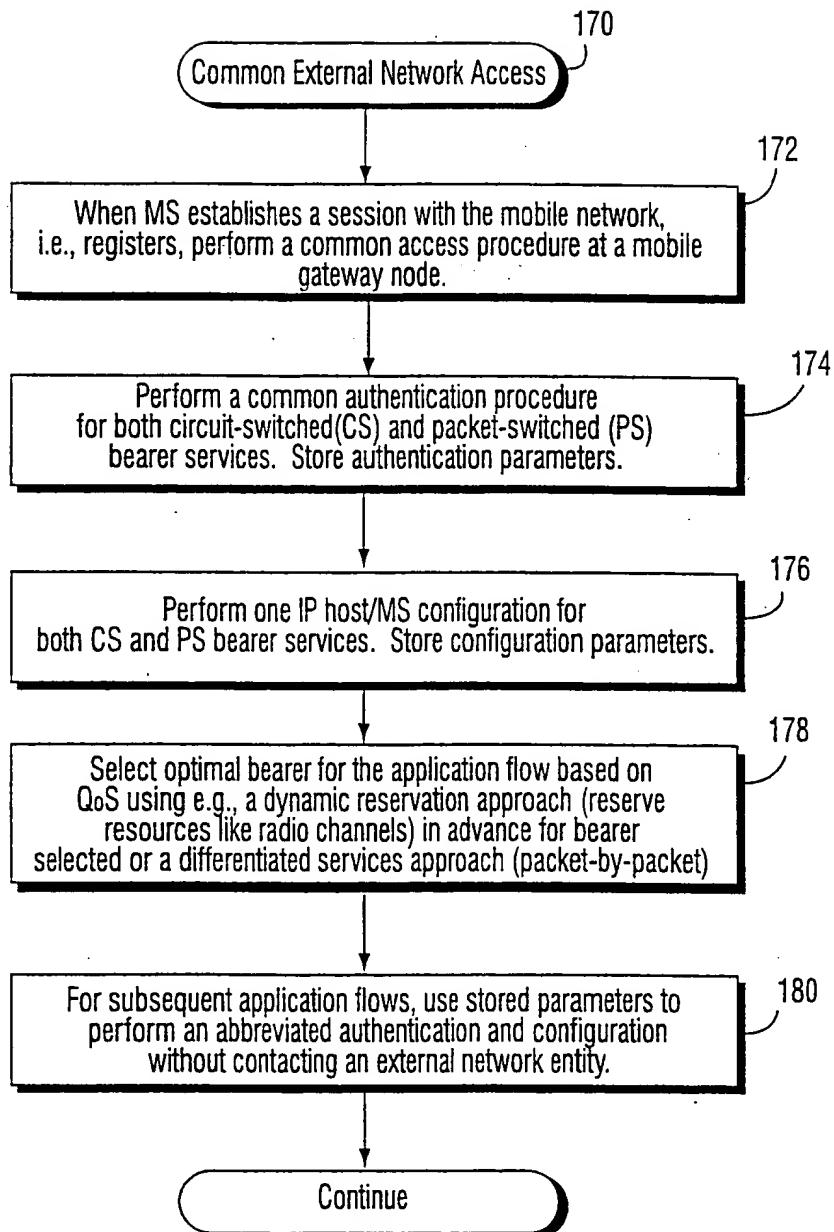 170
Common External Network Access
172
When MS establishes a session with the mobile network,
i.e., registers, perform a common access procedure at a mobile
gateway node.
174
Perform a common authentication procedure
for both circuit-switched(CS) and packet-switched (PS)
bearer services. Store authentication parameters.
176
Perform one IP host/MS configuration for
both CS and PS bearer services. Store configuration parameters.
178
Select optimal bearer for the application flow based on
QoS using e.g., a dynamic reservation approach (reserve
resources like radio channels) in advance for bearer
selected or a differentiated services approach (packet-by-packet)
180
For subsequent application flows, use stored parameters to
perform an abbreviated authentication and configuration
without contacting an external network entity.
Continue